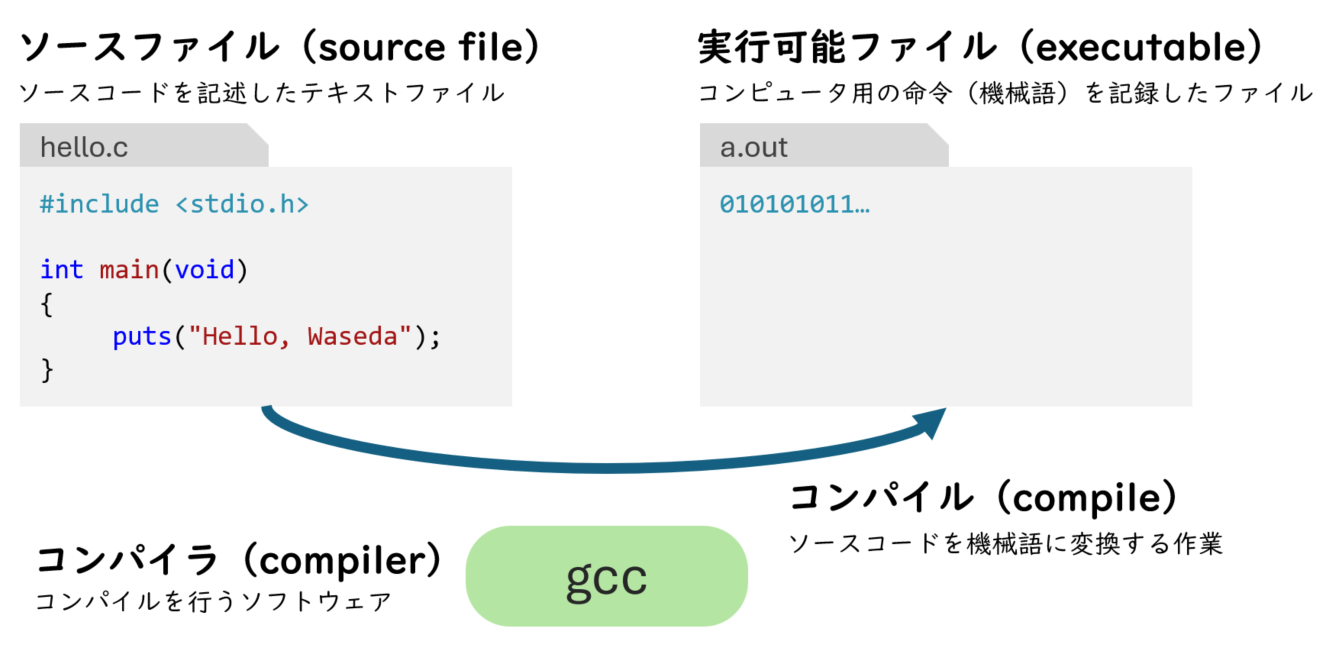 ソースファイル（source file）
ソースコードを記述したテキストファイル
hello.c
#include <stdio.h>
int main(void)
{
puts("Hello, Waseda");
}
実行可能ファイル（executable）
コンピュータ用の命令（機械語）を記録したファイル
a.out
010101011…
コンパイル（compile）
ソースコードを機械語に変換する作業
コンパイラ（compiler）
コンパイルを行うソフトウェア
gcc